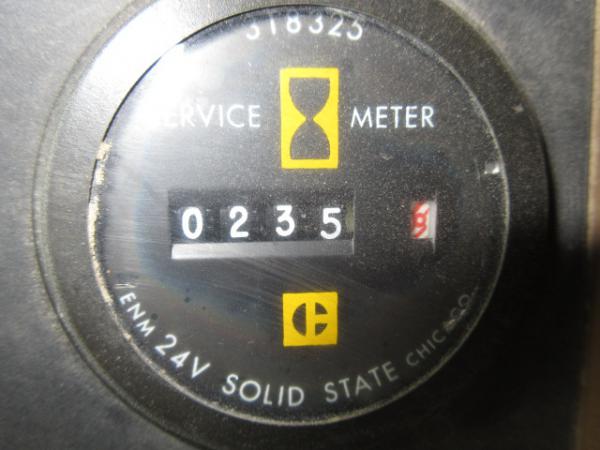 318325
SERVICE METER
0235
ENM 24V SOLID STATE CHICAGO